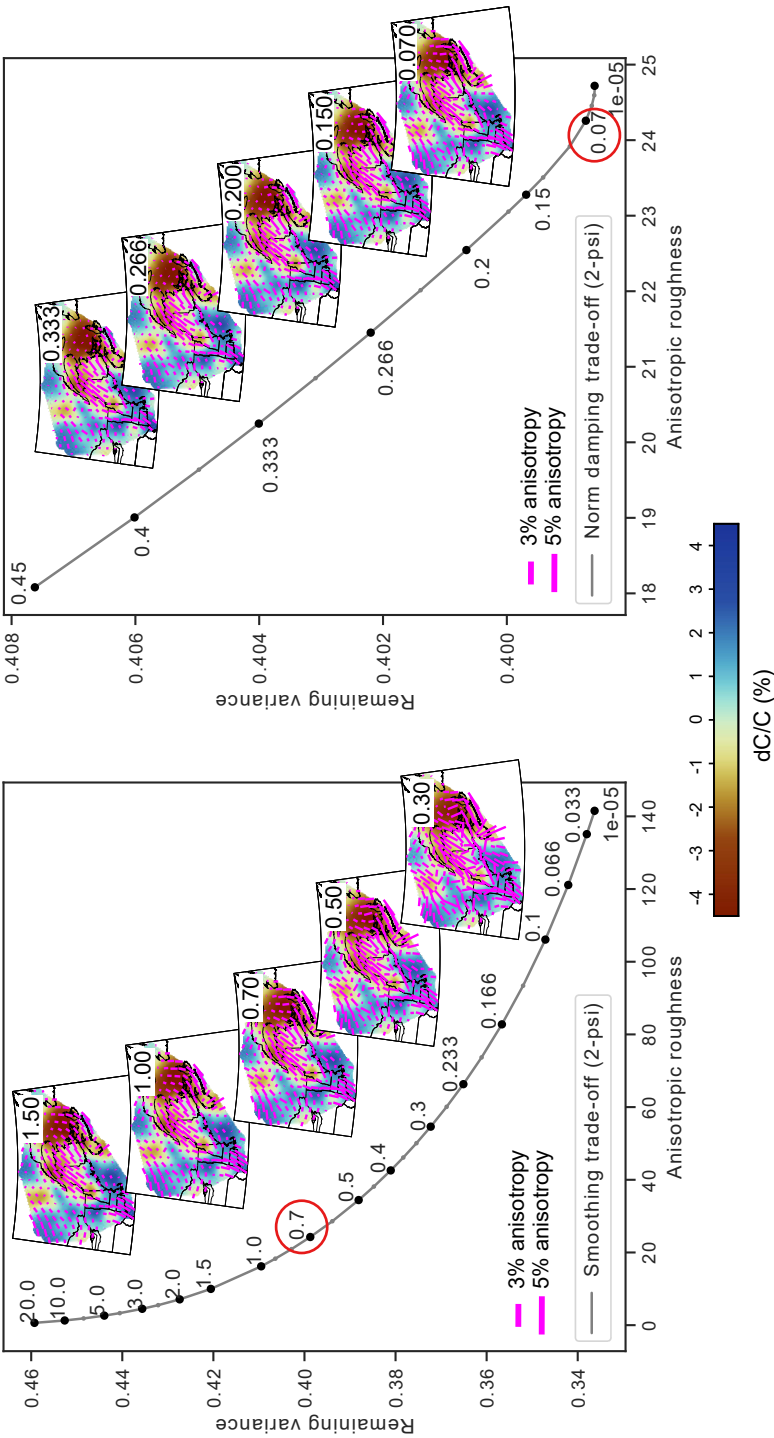 Remaining variance
0.46
0.44
0.42
0.40
0.38
0.36
0.34
20.0
10.0
5.0
3.0
2.0
1.5
1.0
0.7
0.5
0.4
0.3
0.233
0.166
0.1
0.066
0.033
1e-05
1.50
1.00
0.70
0.50
0.30
3% anisotropy
5% anisotropy
Smoothing trade-off (2-psi)
0 20 40 60 80 100 120 140
Anisotropic roughness
Remaining variance
0.408
0.406
0.404
0.402
0.400
0.45
0.4
0.333
0.266
0.2
0.15
0.07
1e-05
0.333
0.266
0.200
0.150
0.070
3% anisotropy
5% anisotropy
Norm damping trade-off (2-psi)
18 19 20 21 22 23 24 25
Anisotropic roughness
-4 -3 -2 -1 0 1 2 3 4
dC/C (%)